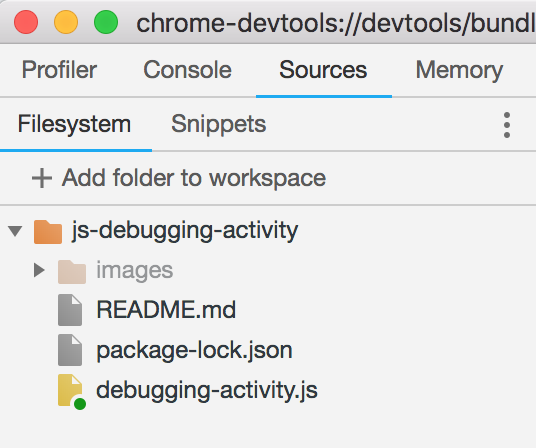 chrome-devtools://devtools/bundl
Profiler Console Sources Memory
Filesystem Snippets
Add folder to workspace
js-debugging-activity
images
README.md
package-lock.json
debugging-activity.js